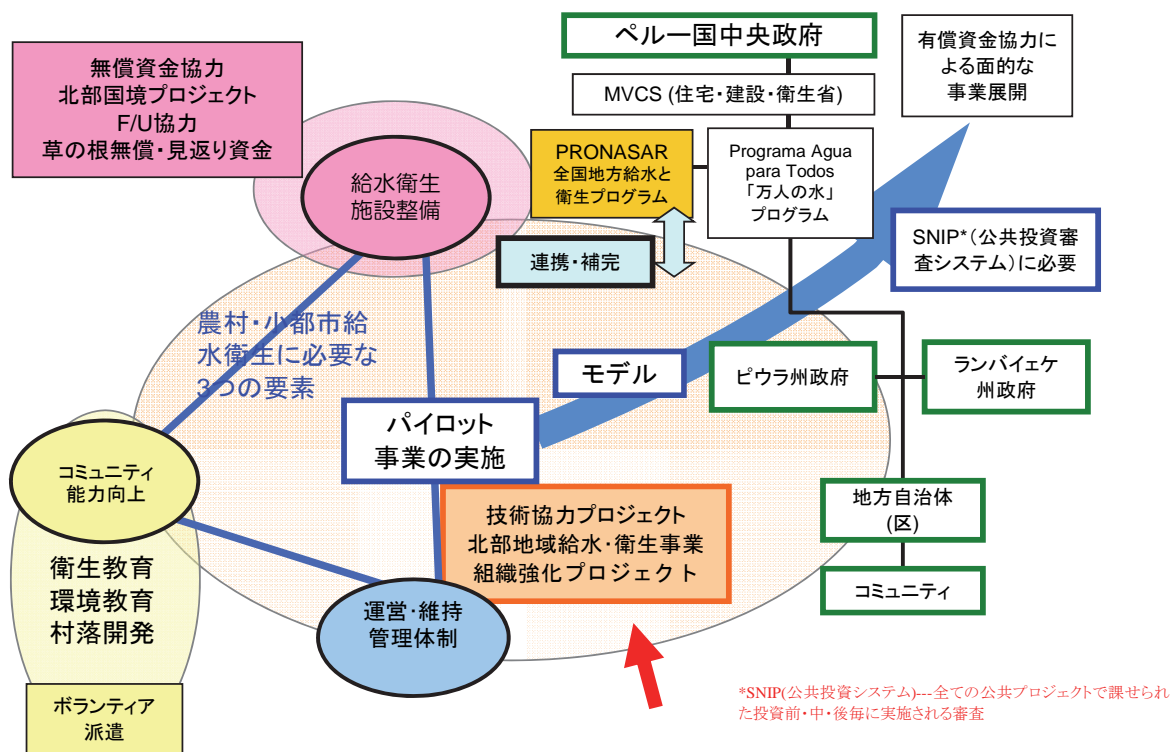 無償資金協力
北部国境プロジェクト
F/U協力
草の根無償・見返り資金
ペルー国中央政府
MVCS (住宅・建設・衛生省)
有償資金協力に
よる面的な
事業展開
PRONASAR
全国地方給水と
衛生プログラム
Programa Agua
para Todos
「万人の水」
プログラム
給水衛生
施設整備
連携・補完
SNIP*(公共投資審
査システム)に必要
農村・小都市給
水衛生に必要な
3つの要素
モデル
ピウラ州政府
ランバイェケ
州政府
パイロット
事業の実施
コミュニティ
能力向上
技術協力プロジェクト
北部地域給水・衛生事業
組織強化プロジェクト
地方自治体
(区)
コミュニティ
衛生教育
環境教育
村落開発
運営・維持
管理体制
ボランティア
派遣
*SNIP(公共投資システム)---全ての公共プロジェクトで課せられ
た投資前・中・後毎に実施される審査